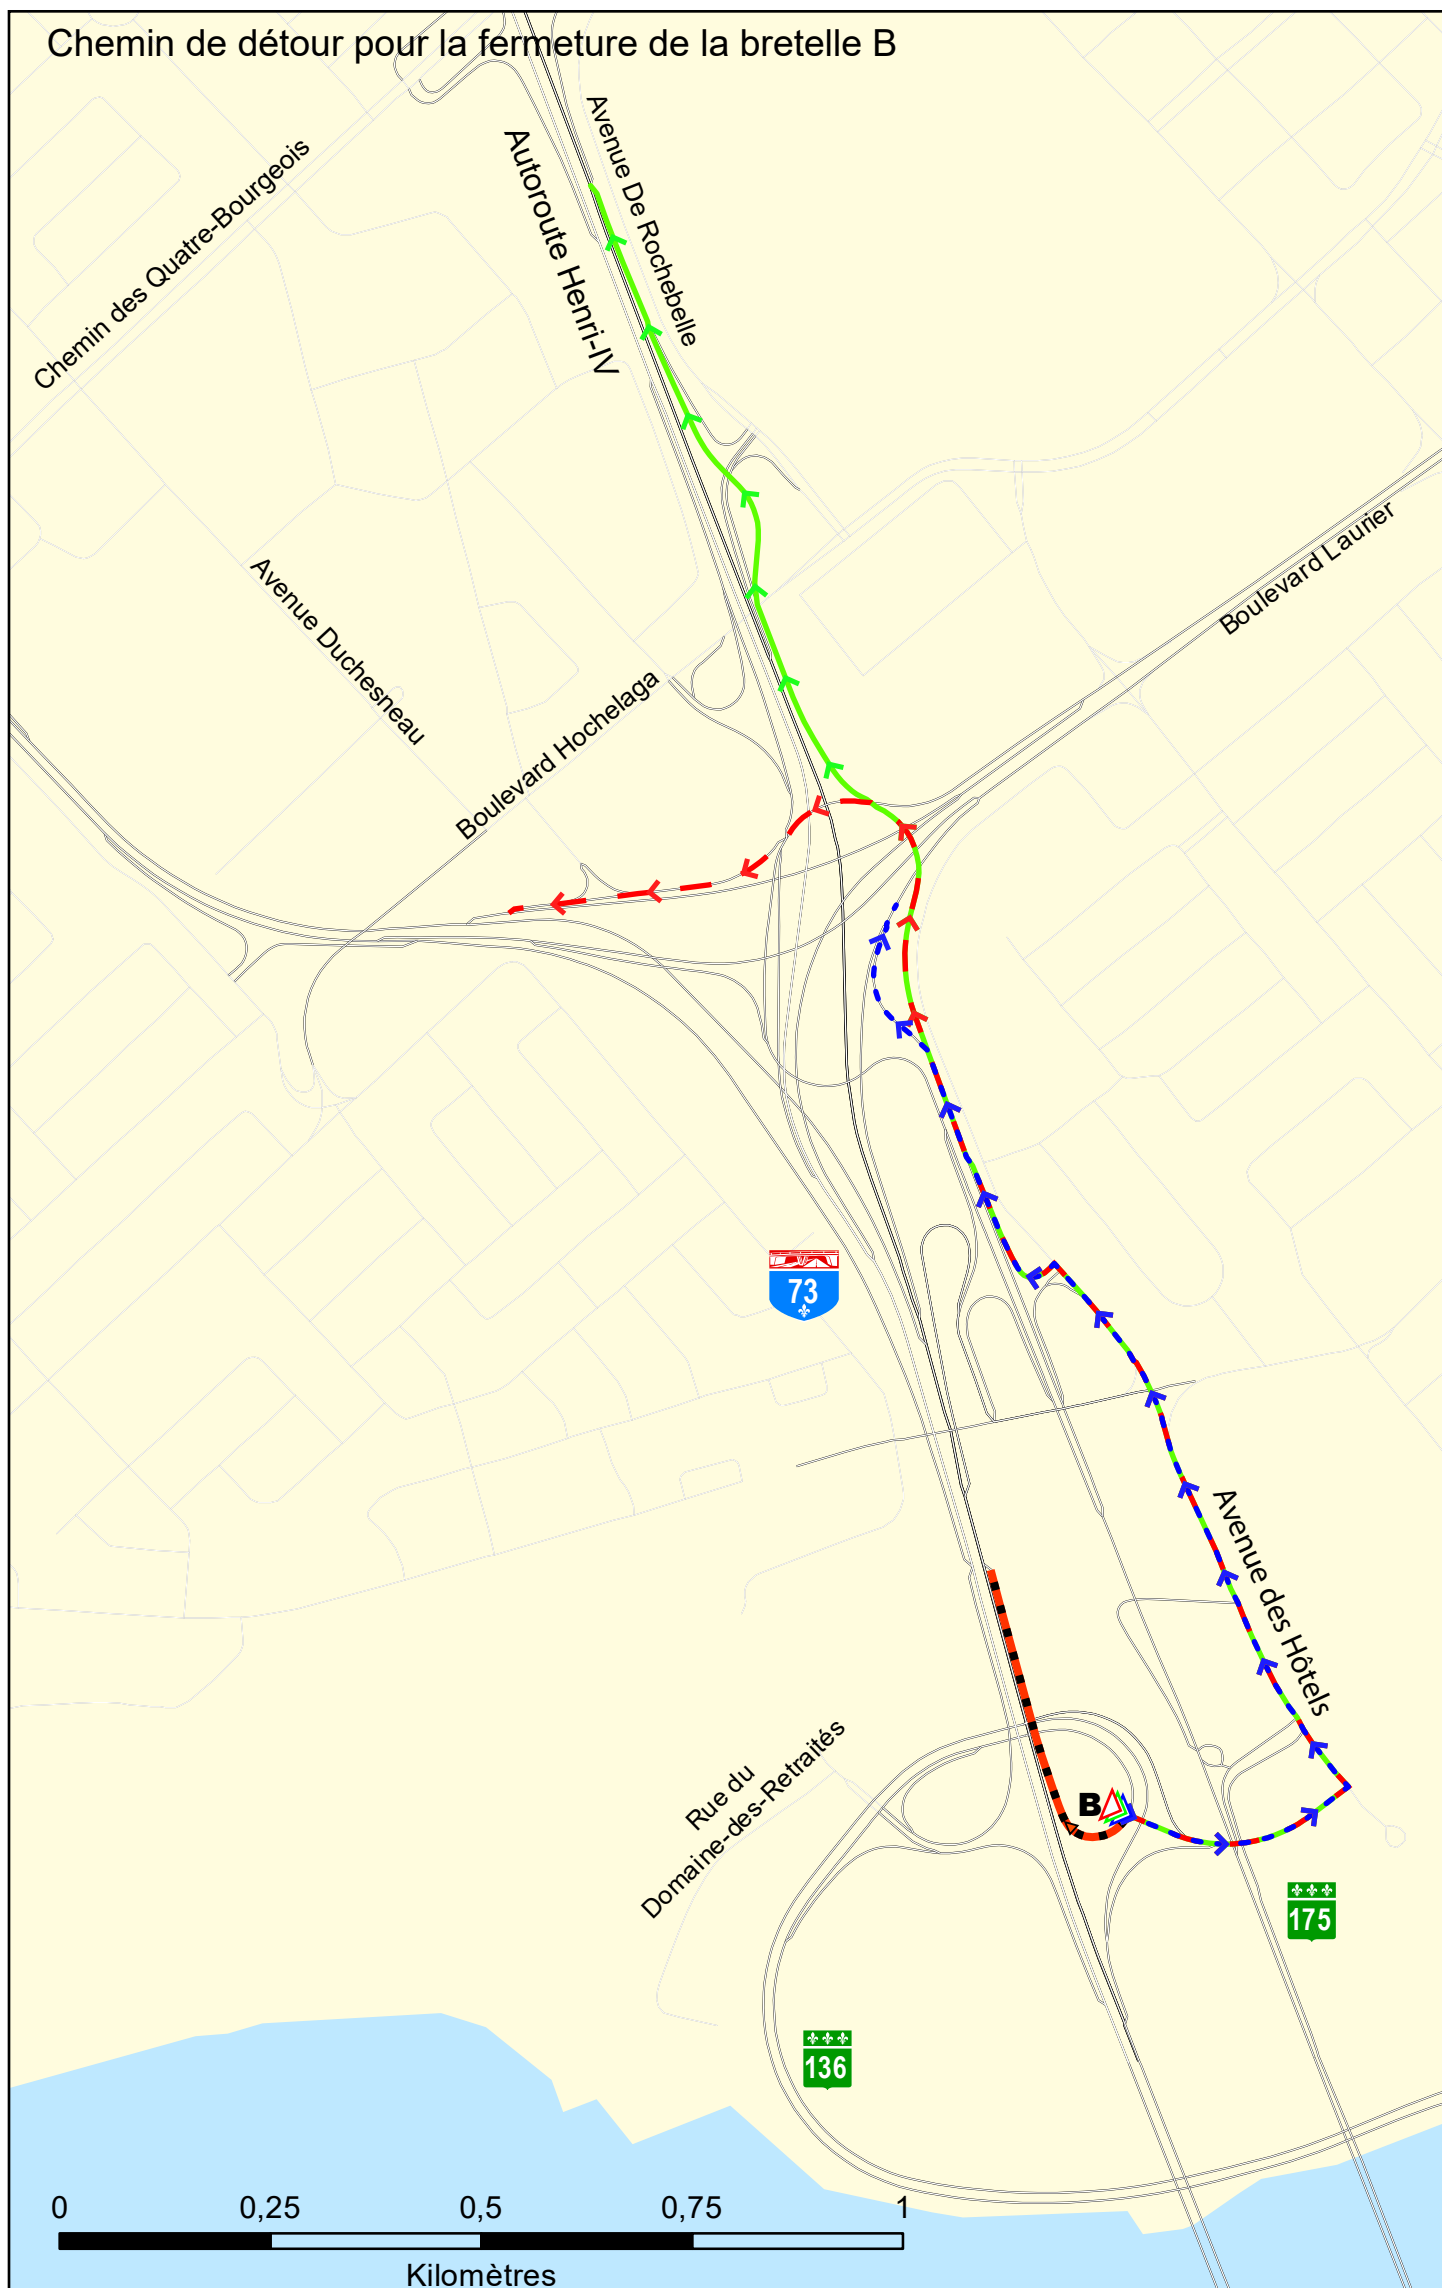 Chemin de détour pour la fermeture de la bretelle B
Avenue De Rochebelle
Autoroute Henri-IV
Chemin des Quatre-Bourgeois
Boulevard Laurier
Avenue Duchesneau
Boulevard Hochelaga
73
Avenue des Hôtels
Rue du
Domaine-des-Retraités
B
175
136
0 0,25 0,5 0,75 1
Kilomètres